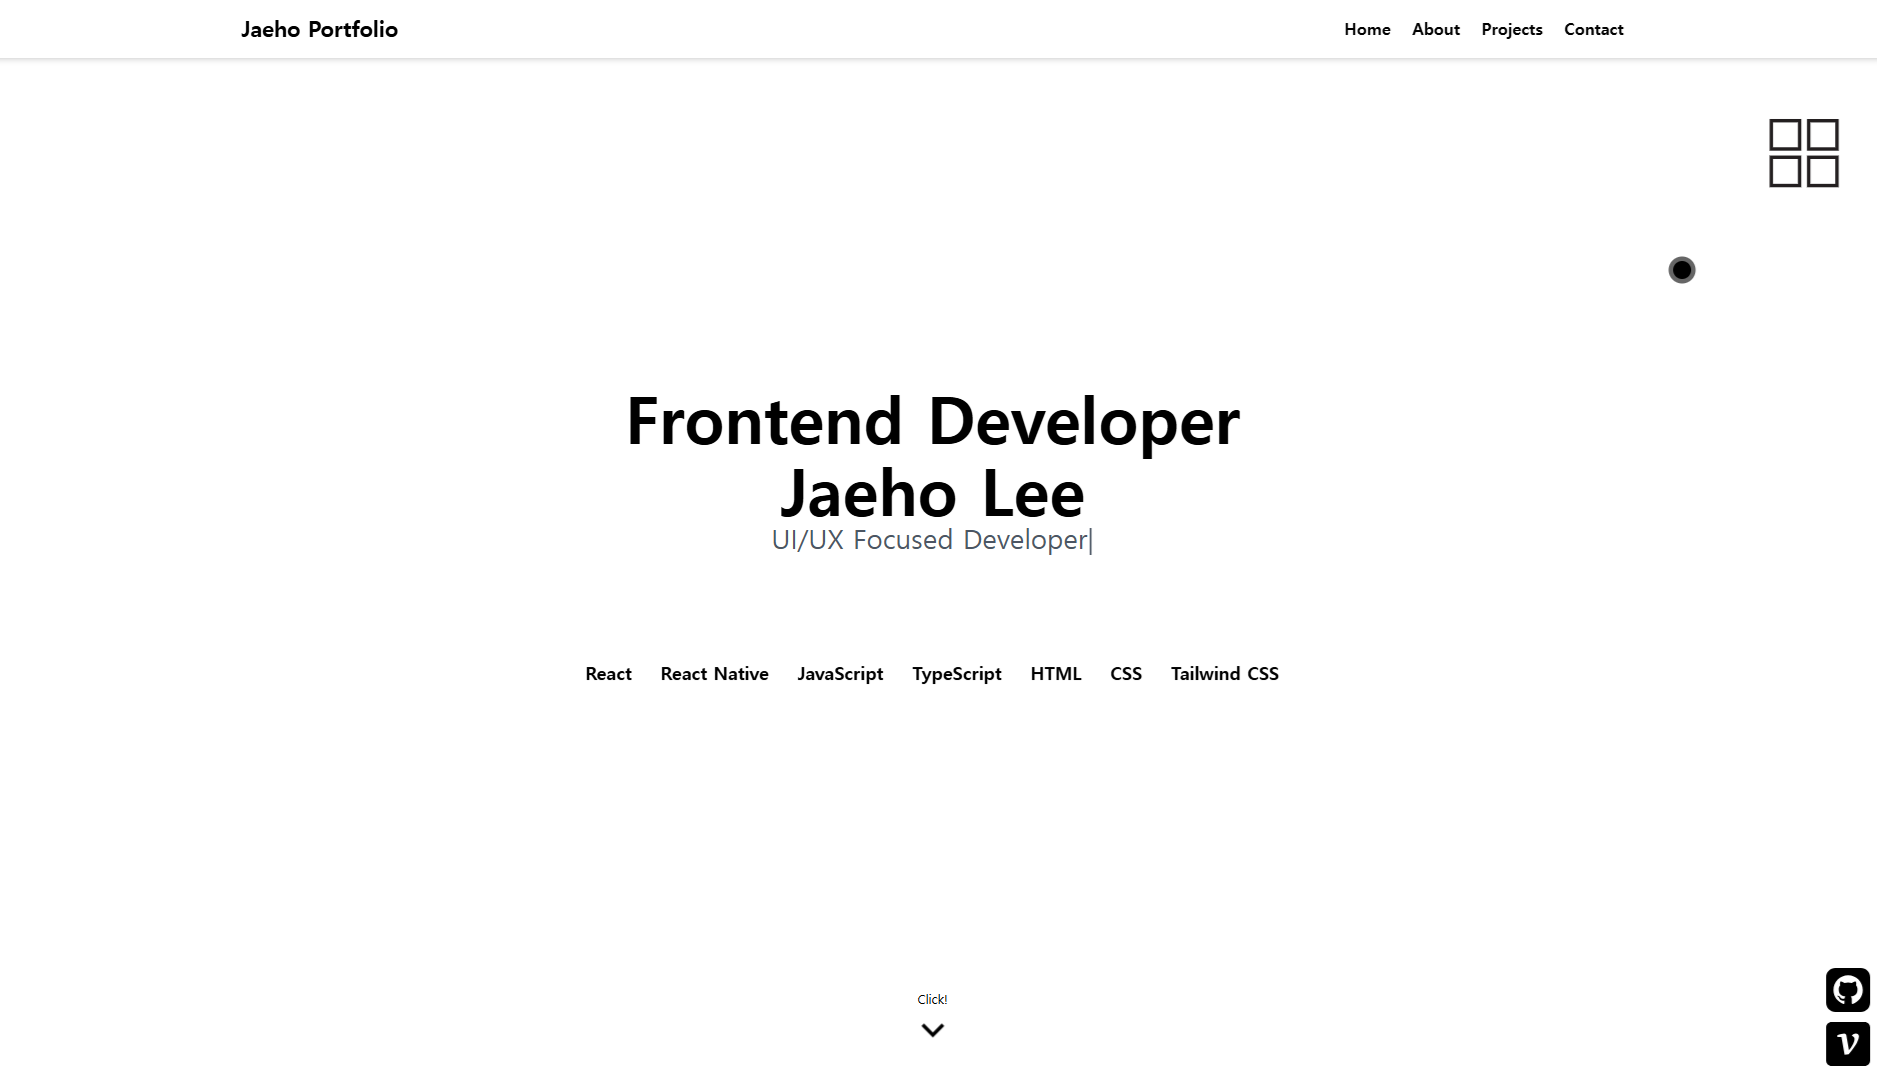 Jaeho Portfolio
Home About Projects Contact
Frontend Developer
Jaeho Lee
UI/UX Focused Developer|
React React Native JavaScript TypeScript HTML CSS Tailwind CSS
Click!